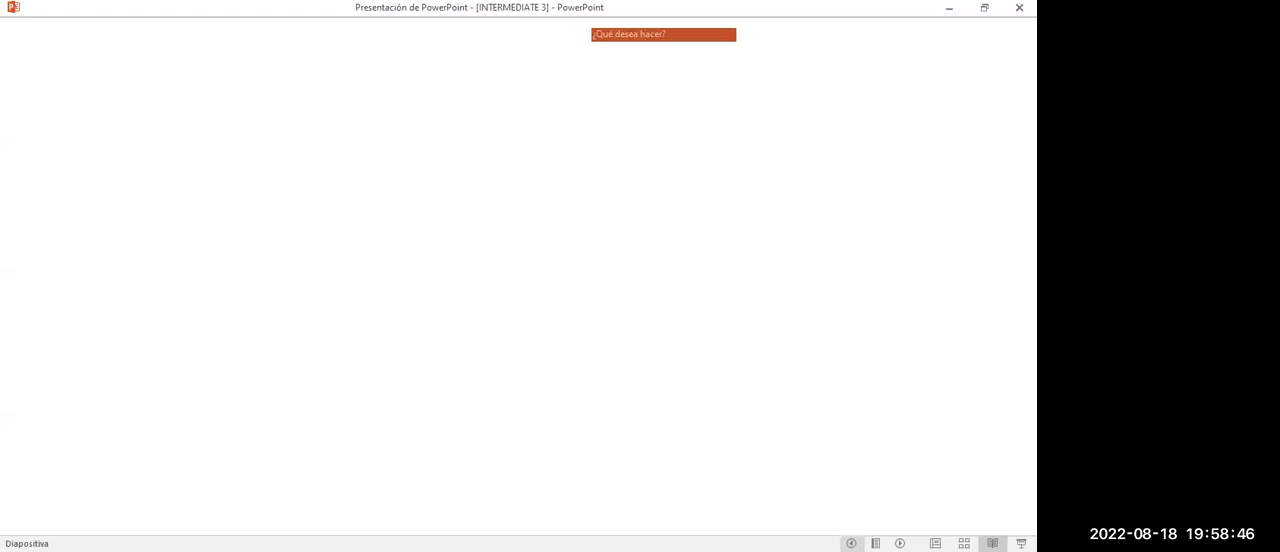 Presentación de PowerPoint - [INTERMEDIATE 3] - PowerPoint
¿Qué desea hacer?
Diapositiva
2022-08-18 19:58:46